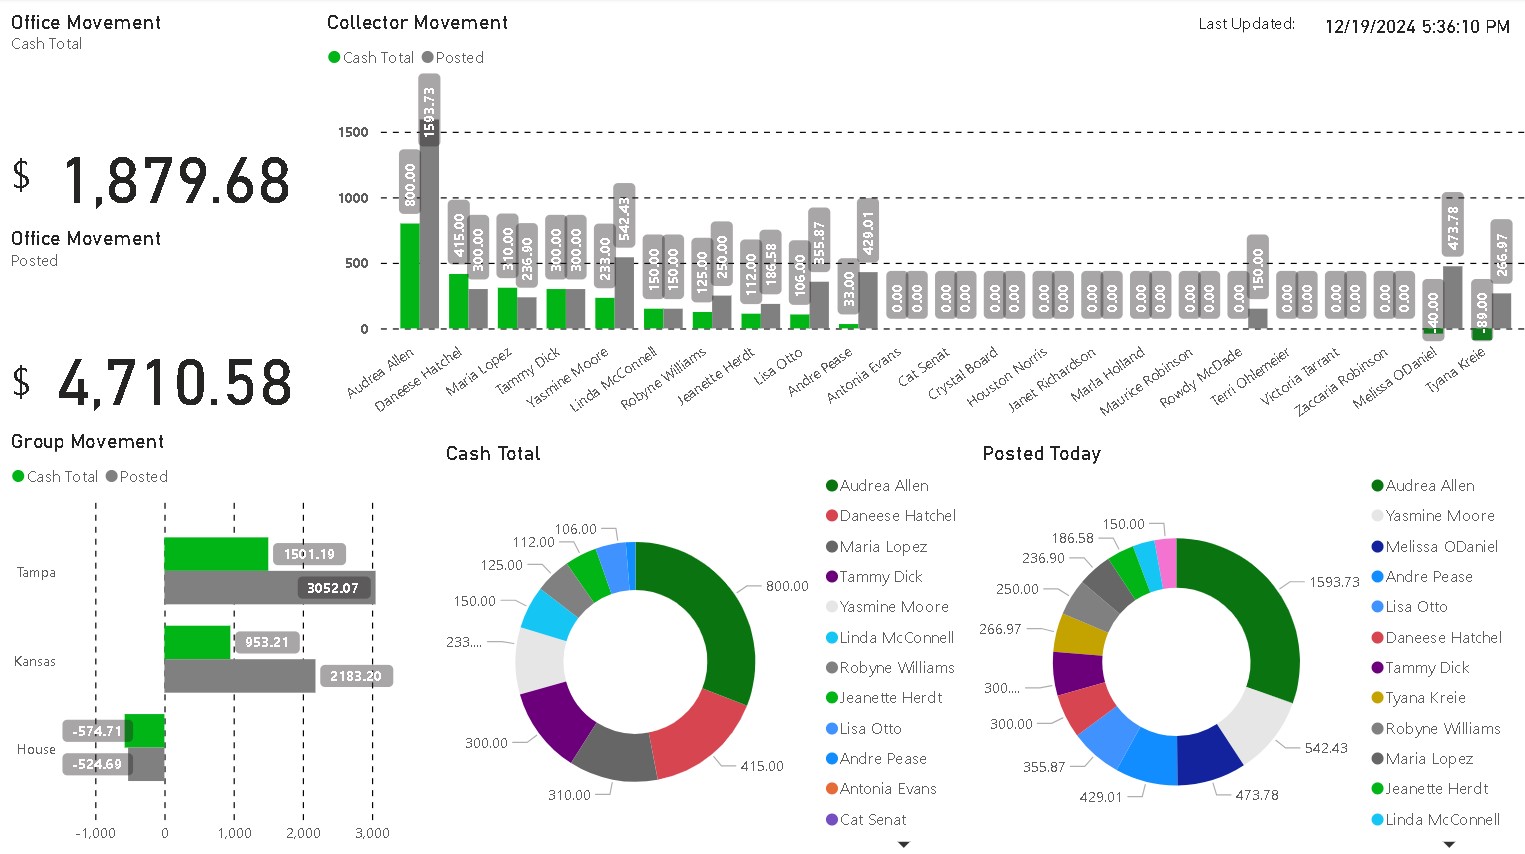 Office Movement
Cash Total
$ 1,879.68
Office Movement
Posted
$ 4,710.58
Collector Movement
Cash Total Posted
Last Updated: 12/19/2024 5:36:10 PM
1500
1000
500
0
800.00 1593.73
415.00 300.00
310.00 236.90
300.00 300.00
233.00 542.43
150.00 150.00
125.00 250.00
112.00 186.58
106.00 355.87
33.00 429.01
0.00 0.00
0.00 0.00
0.00 0.00
0.00 0.00
0.00 0.00
0.00 0.00
0.00 0.00
0.00 150.00
0.00 0.00
0.00 0.00
0.00 0.00
-40.00 473.78
-89.00 266.97
Audrea Allen
Daneese Hatchel
Maria Lopez
Tammy Dick
Yasmine Moore
Linda McConnell
Robyne Williams
Jeanette Herdt
Lisa Otto
Andre Pease
Antonia Evans
Cat Senat
Crystal Board
Houston Norris
Janet Richardson
Marla Holland
Maurice Robinson
Rowdy McDade
Terri Ohlemeier
Victoria Tarrant
Zaccaria Robinson
Melissa ODaniel
Tyana Kreie
Group Movement
Cash Total Posted
Tampa
1501.19
3052.07
Kansas
953.21
2183.20
House
-574.71
-524.69
-1,000 0 1,000 2,000 3,000
Cash Total
800.00
415.00
310.00
300.00
233....
150.00
125.00
112.00
106.00
Audrea Allen
Daneese Hatchel
Maria Lopez
Tammy Dick
Yasmine Moore
Linda McConnell
Robyne Williams
Jeanette Herdt
Lisa Otto
Andre Pease
Antonia Evans
Cat Senat
Posted Today
1593.73
542.43
473.78
429.01
355.87
300.00
300....
266.97
250.00
236.90
186.58
150.00
Audrea Allen
Yasmine Moore
Melissa ODaniel
Andre Pease
Lisa Otto
Daneese Hatchel
Tammy Dick
Tyana Kreie
Robyne Williams
Maria Lopez
Jeanette Herdt
Linda McConnell